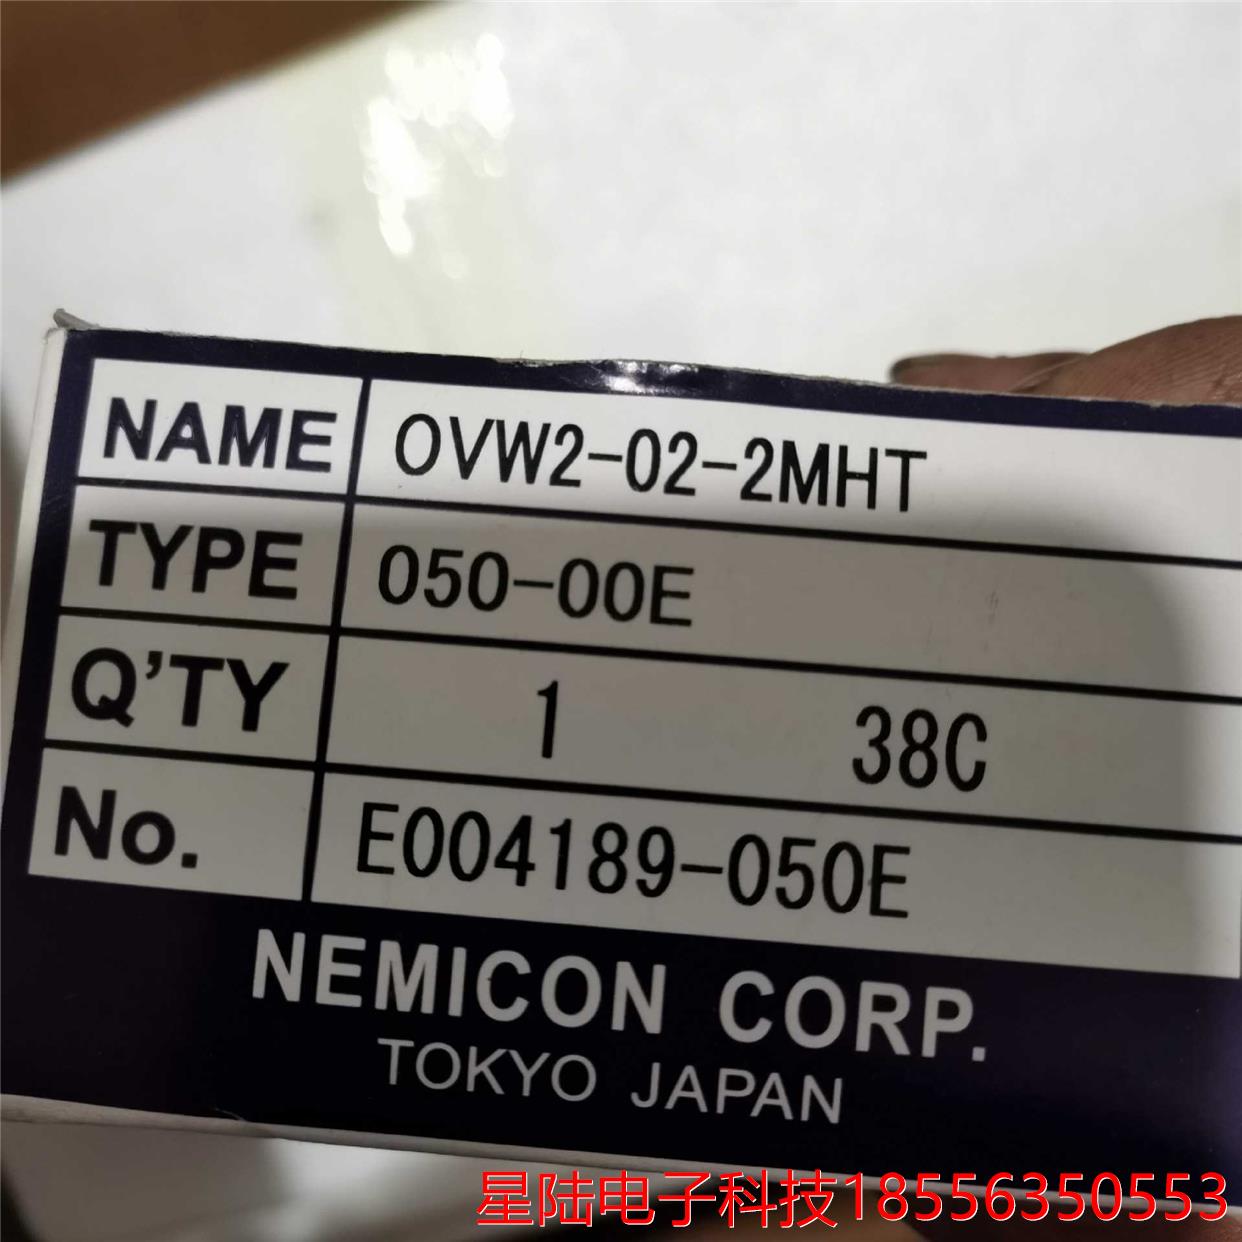 NAME OVW2-02-2MHT
TYPE 050-00E
Q'TY 1 38C
No. E004189-050E
NEMICON CORP.
TOKYO JAPAN
星陆电子科技18556350553